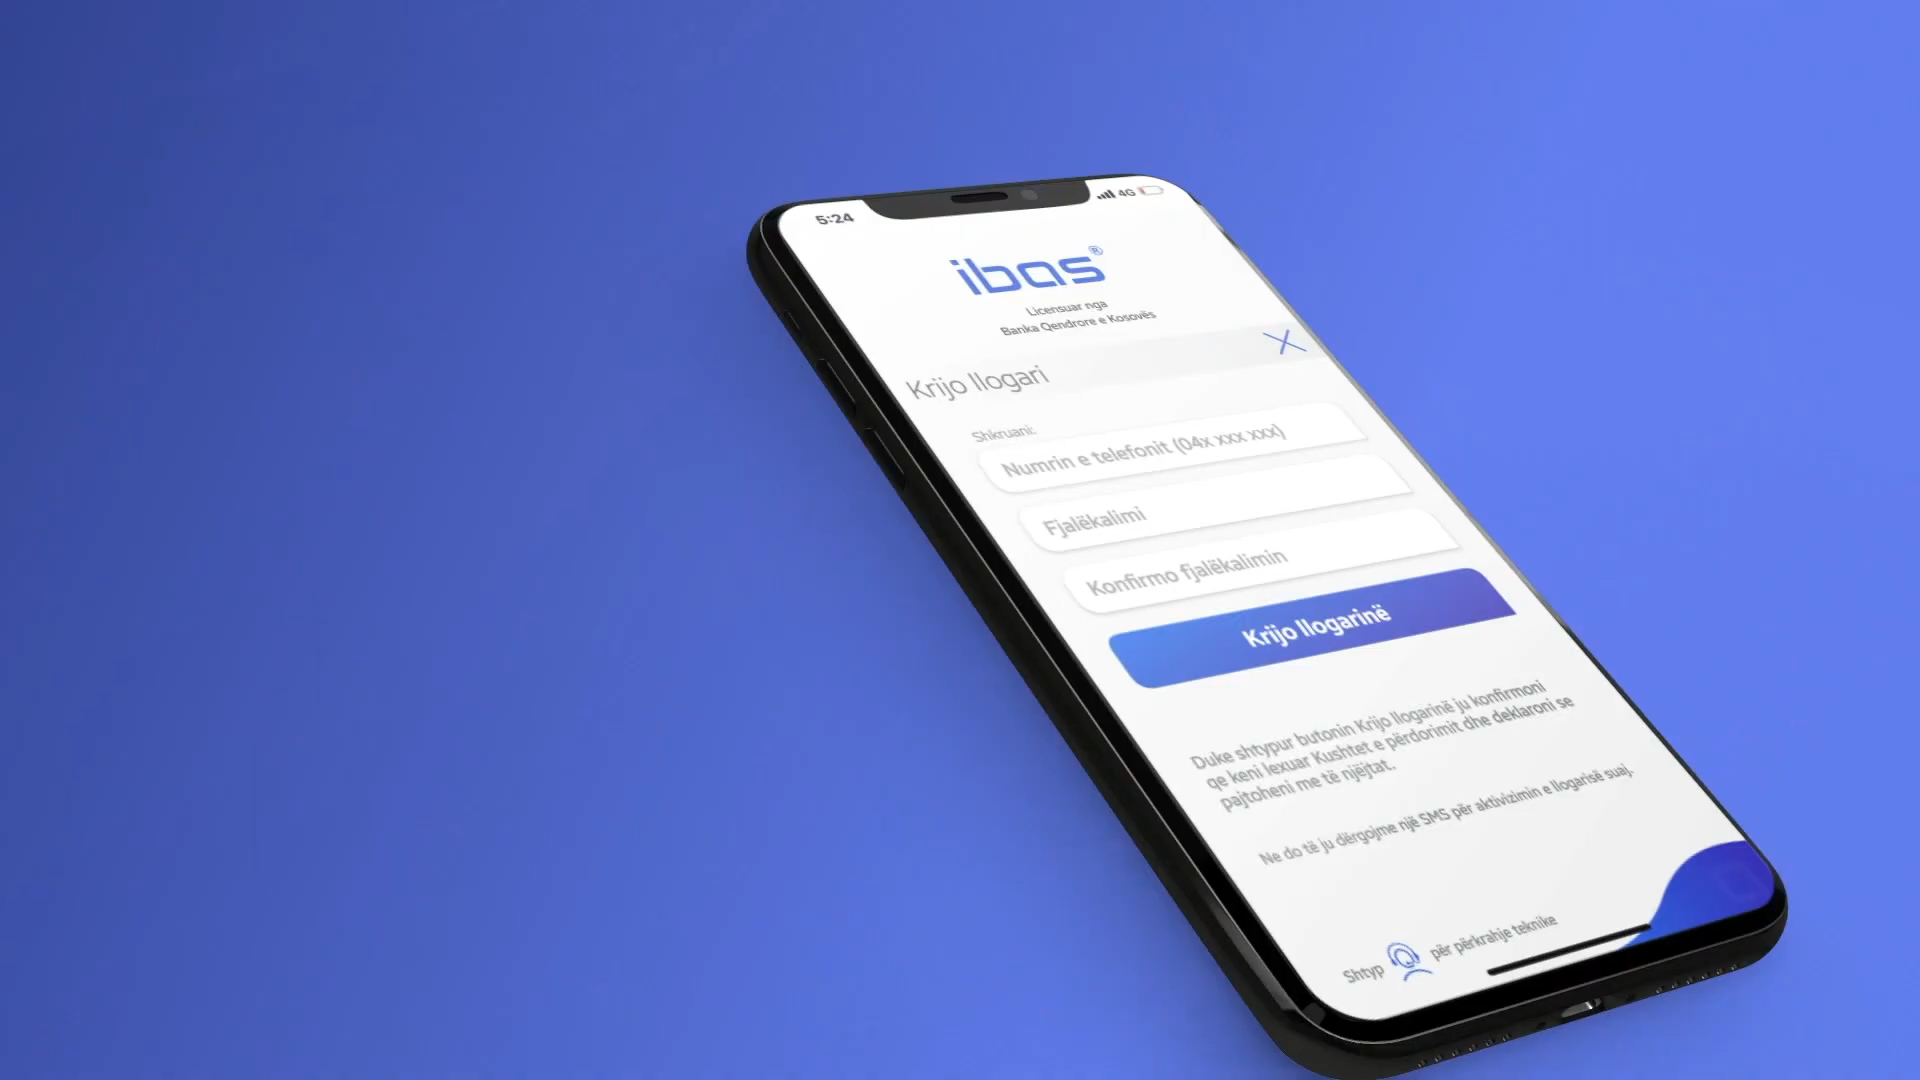 5:24
4G
ibas®
Licensuar nga
Banka Qendrore e Kosovës
Krijo llogari
Shkruani:
Numrin e telefonit (04x xxx xxx)
Fjalëkalimi
Konfirmo fjalëkalimin
Krijo llogarinë
Duke shtypur butonin Krijo llogarinë ju konfirmoni
qe keni lexuar Kushtet e përdorimit dhe deklaroni se
pajtoheni me të njëjtat.
Ne do të ju dërgojme një SMS për aktivizimin e llogarisë suaj.
Shtyp për përkrahje teknike